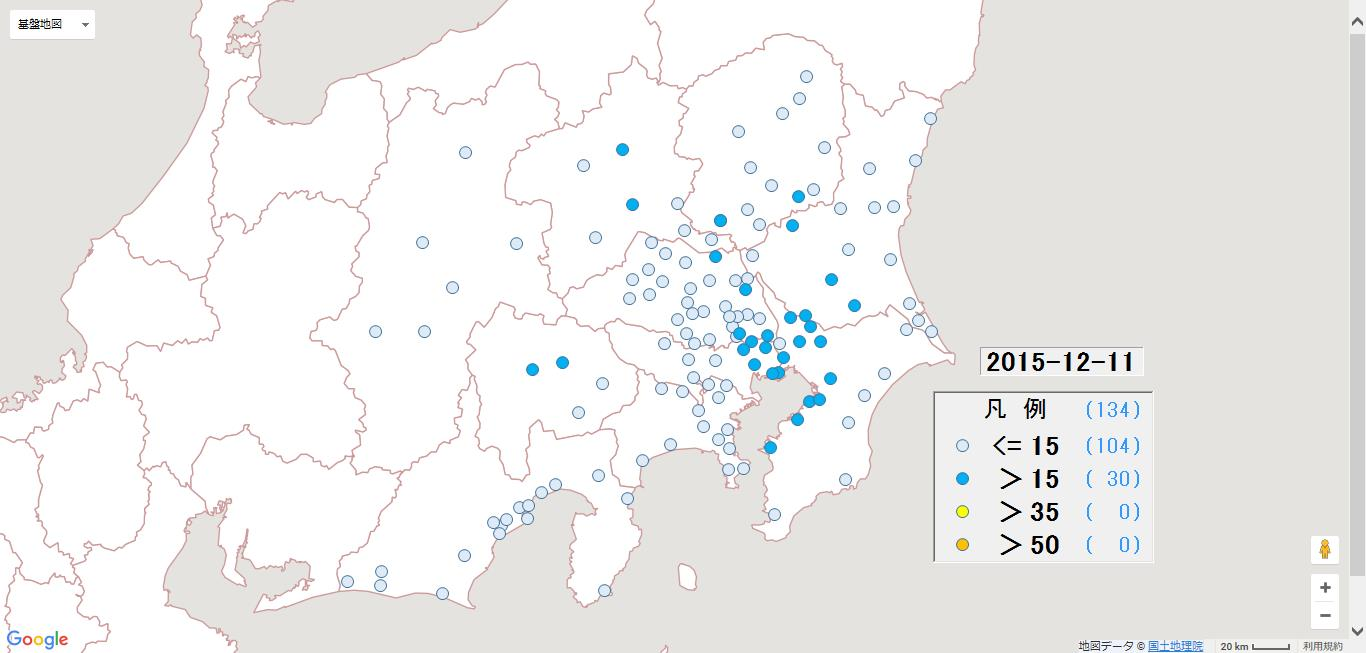 基盤地図
2015-12-11
凡 例 (134)
<= 15 (104)
> 15 ( 30)
> 35 ( 0)
> 50 ( 0)
Google
地図データ © 国土地理院 20 km 利用規約